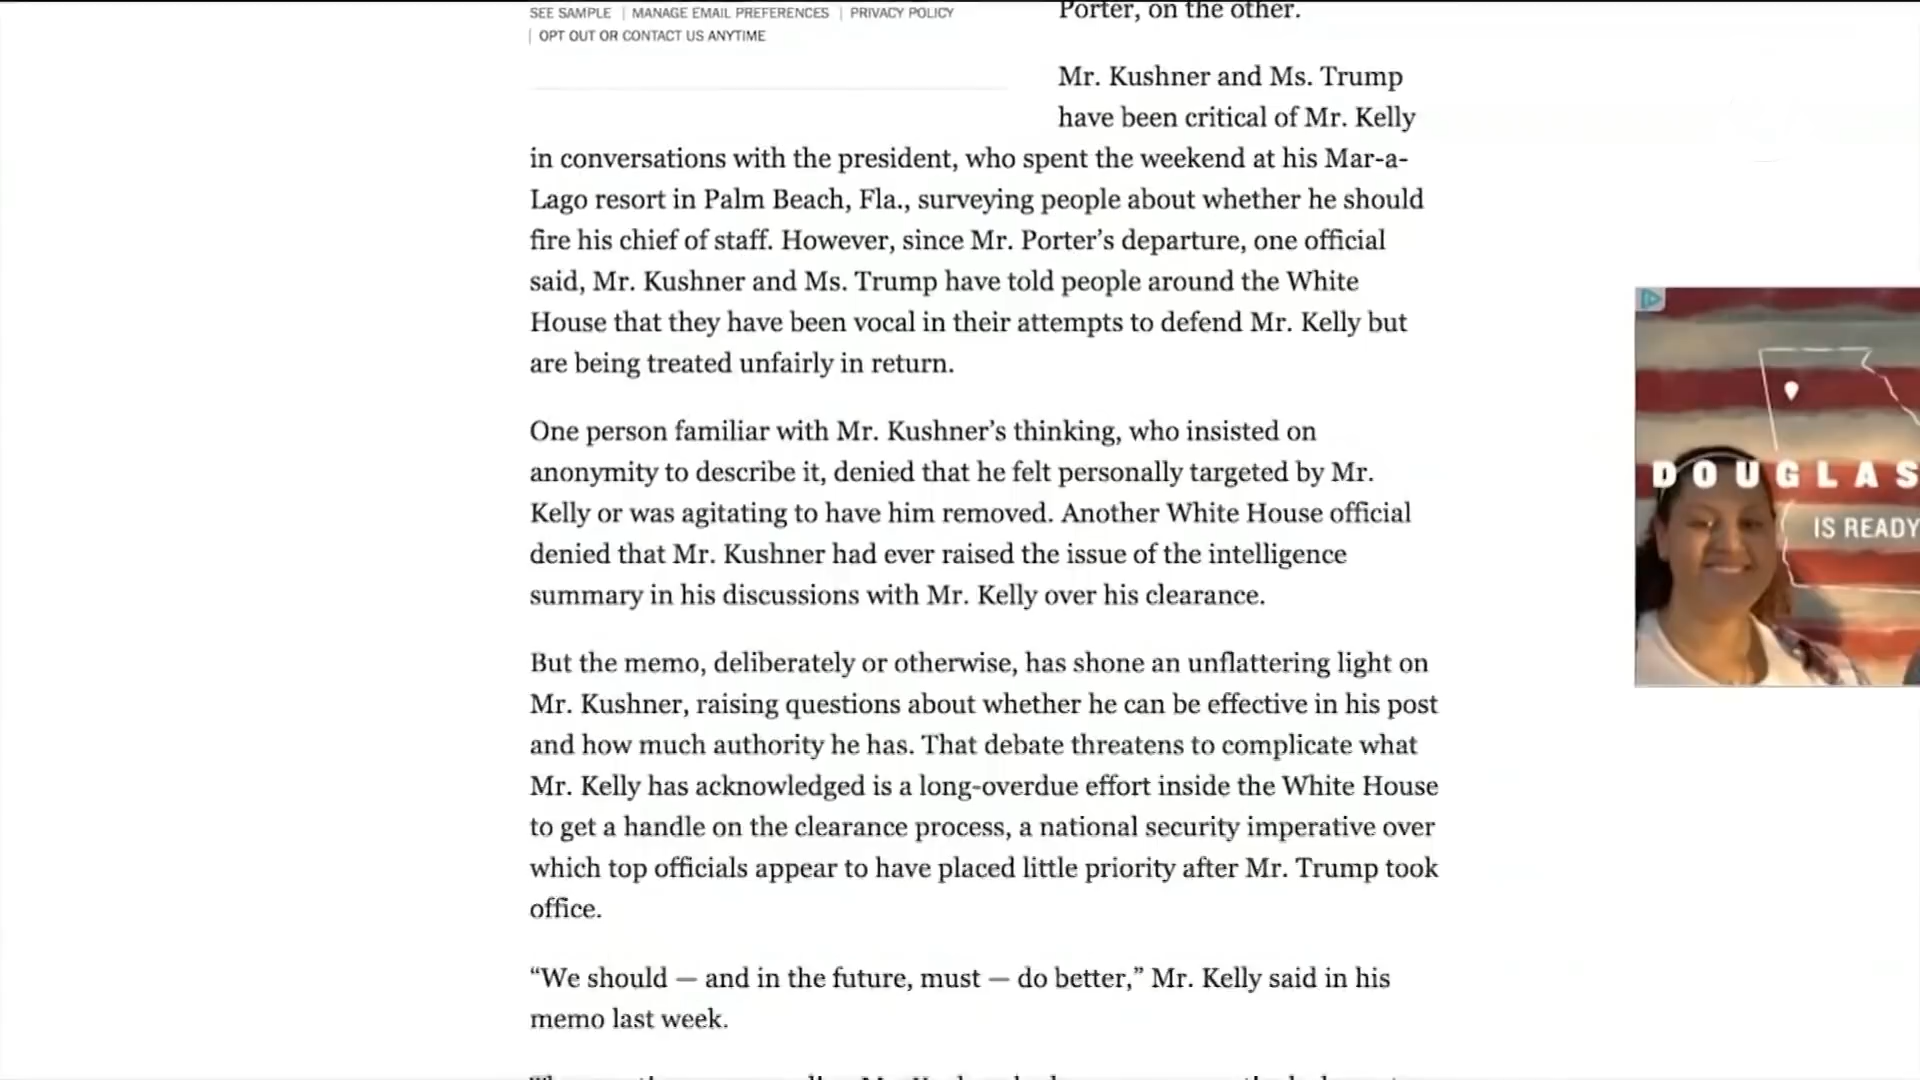 SEE SAMPLE | MANAGE EMAIL PREFERENCES | PRIVACY POLICY
| OPT OUT OR CONTACT US ANYTIME
Porter, on the other.
Mr. Kushner and Ms. Trump
have been critical of Mr. Kelly
in conversations with the president, who spent the weekend at his Mar-a-
Lago resort in Palm Beach, Fla., surveying people about whether he should
fire his chief of staff. However, since Mr. Porter’s departure, one official
said, Mr. Kushner and Ms. Trump have told people around the White
House that they have been vocal in their attempts to defend Mr. Kelly but
are being treated unfairly in return.
One person familiar with Mr. Kushner’s thinking, who insisted on
anonymity to describe it, denied that he felt personally targeted by Mr.
Kelly or was agitating to have him removed. Another White House official
denied that Mr. Kushner had ever raised the issue of the intelligence
summary in his discussions with Mr. Kelly over his clearance.
But the memo, deliberately or otherwise, has shone an unflattering light on
Mr. Kushner, raising questions about whether he can be effective in his post
and how much authority he has. That debate threatens to complicate what
Mr. Kelly has acknowledged is a long-overdue effort inside the White House
to get a handle on the clearance process, a national security imperative over
which top officials appear to have placed little priority after Mr. Trump took
office.
“We should — and in the future, must — do better,” Mr. Kelly said in his
memo last week.
DOUGLAS
IS READY